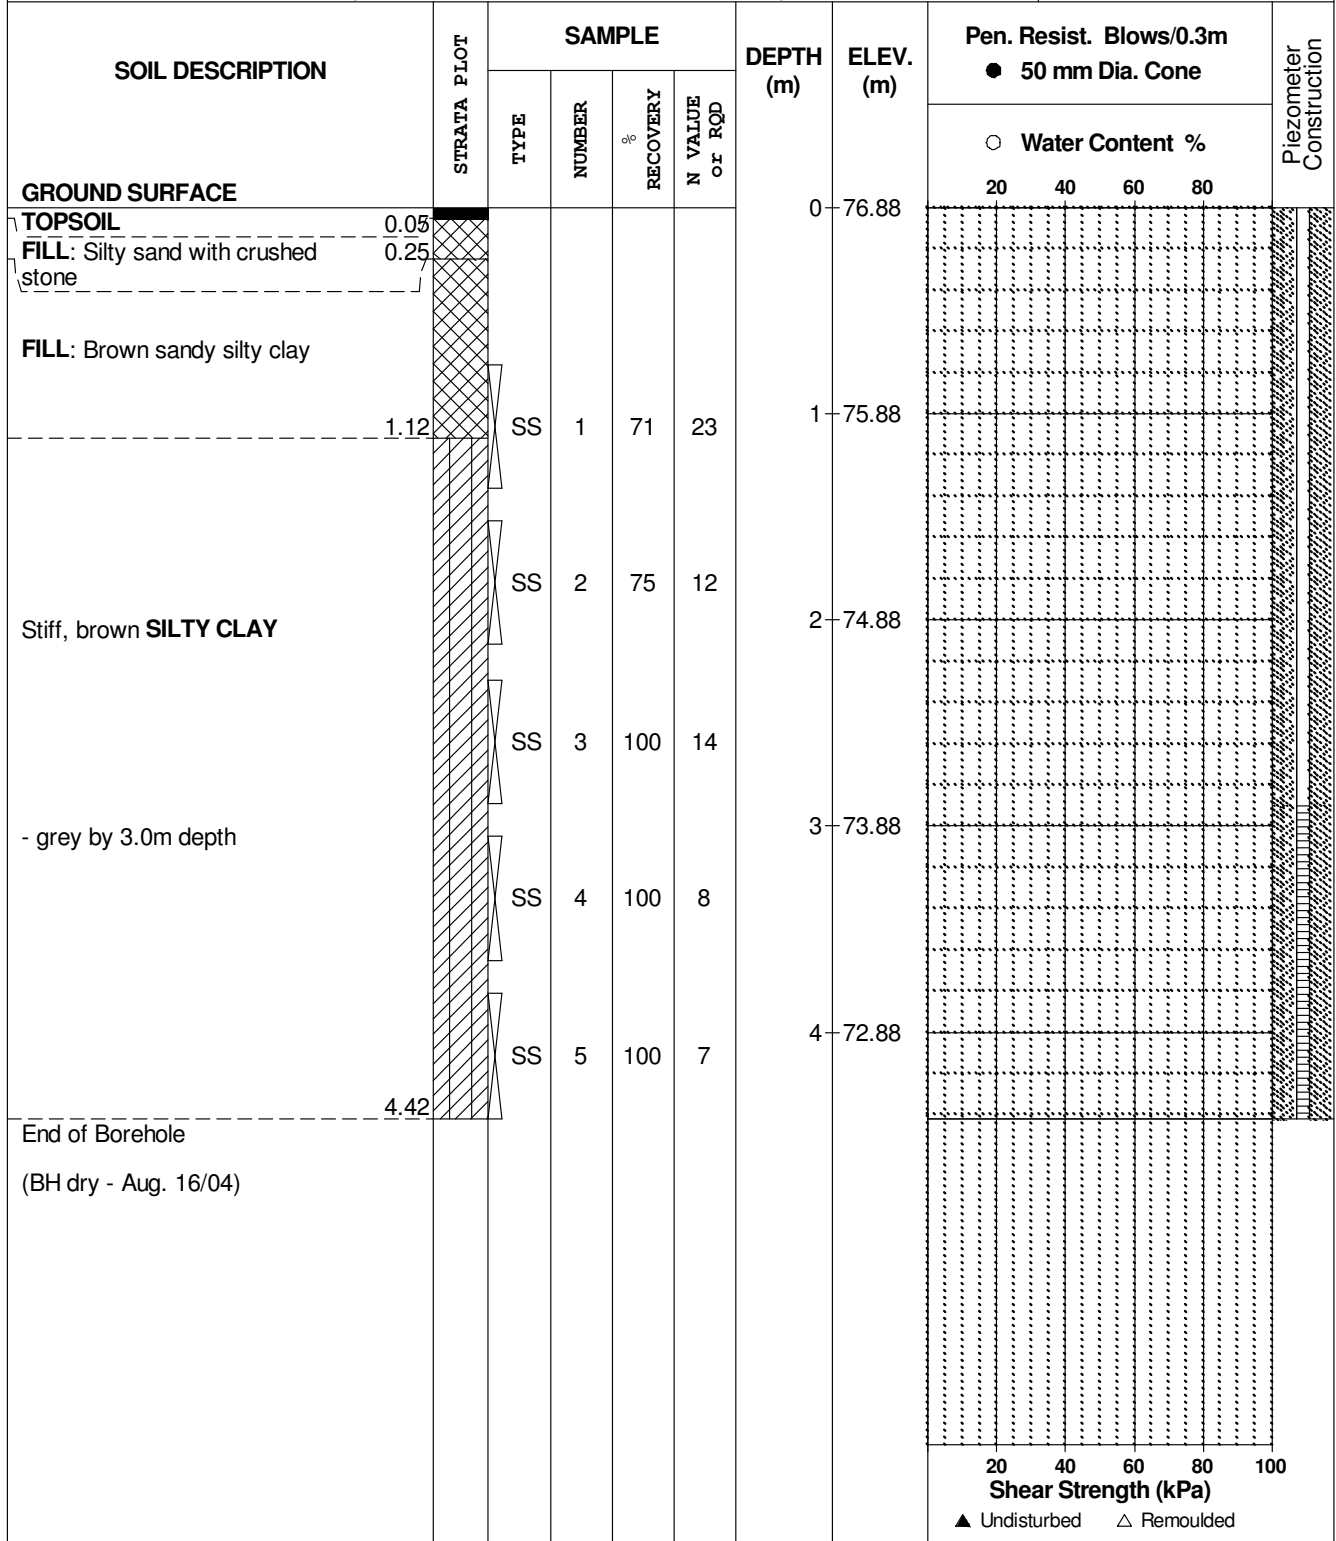 SOIL DESCRIPTION
STRATA PLOT
SAMPLE
TYPE
NUMBER
% RECOVERY
N VALUE or RQD
DEPTH (m)
ELEV. (m)
Pen. Resist. Blows/0.3m
● 50 mm Dia. Cone
○ Water Content %
Piezometer Construction
20 40 60 80
GROUND SURFACE
0 76.88
TOPSOIL 0.05
FILL: Silty sand with crushed 0.25
stone
FILL: Brown sandy silty clay
1 75.88
1.12 SS 1 71 23
SS 2 75 12
2 74.88
Stiff, brown SILTY CLAY
SS 3 100 14
3 73.88
- grey by 3.0m depth
SS 4 100 8
4 72.88
SS 5 100 7
4.42
End of Borehole
(BH dry - Aug. 16/04)
20 40 60 80 100
Shear Strength (kPa)
▲ Undisturbed △ Remoulded